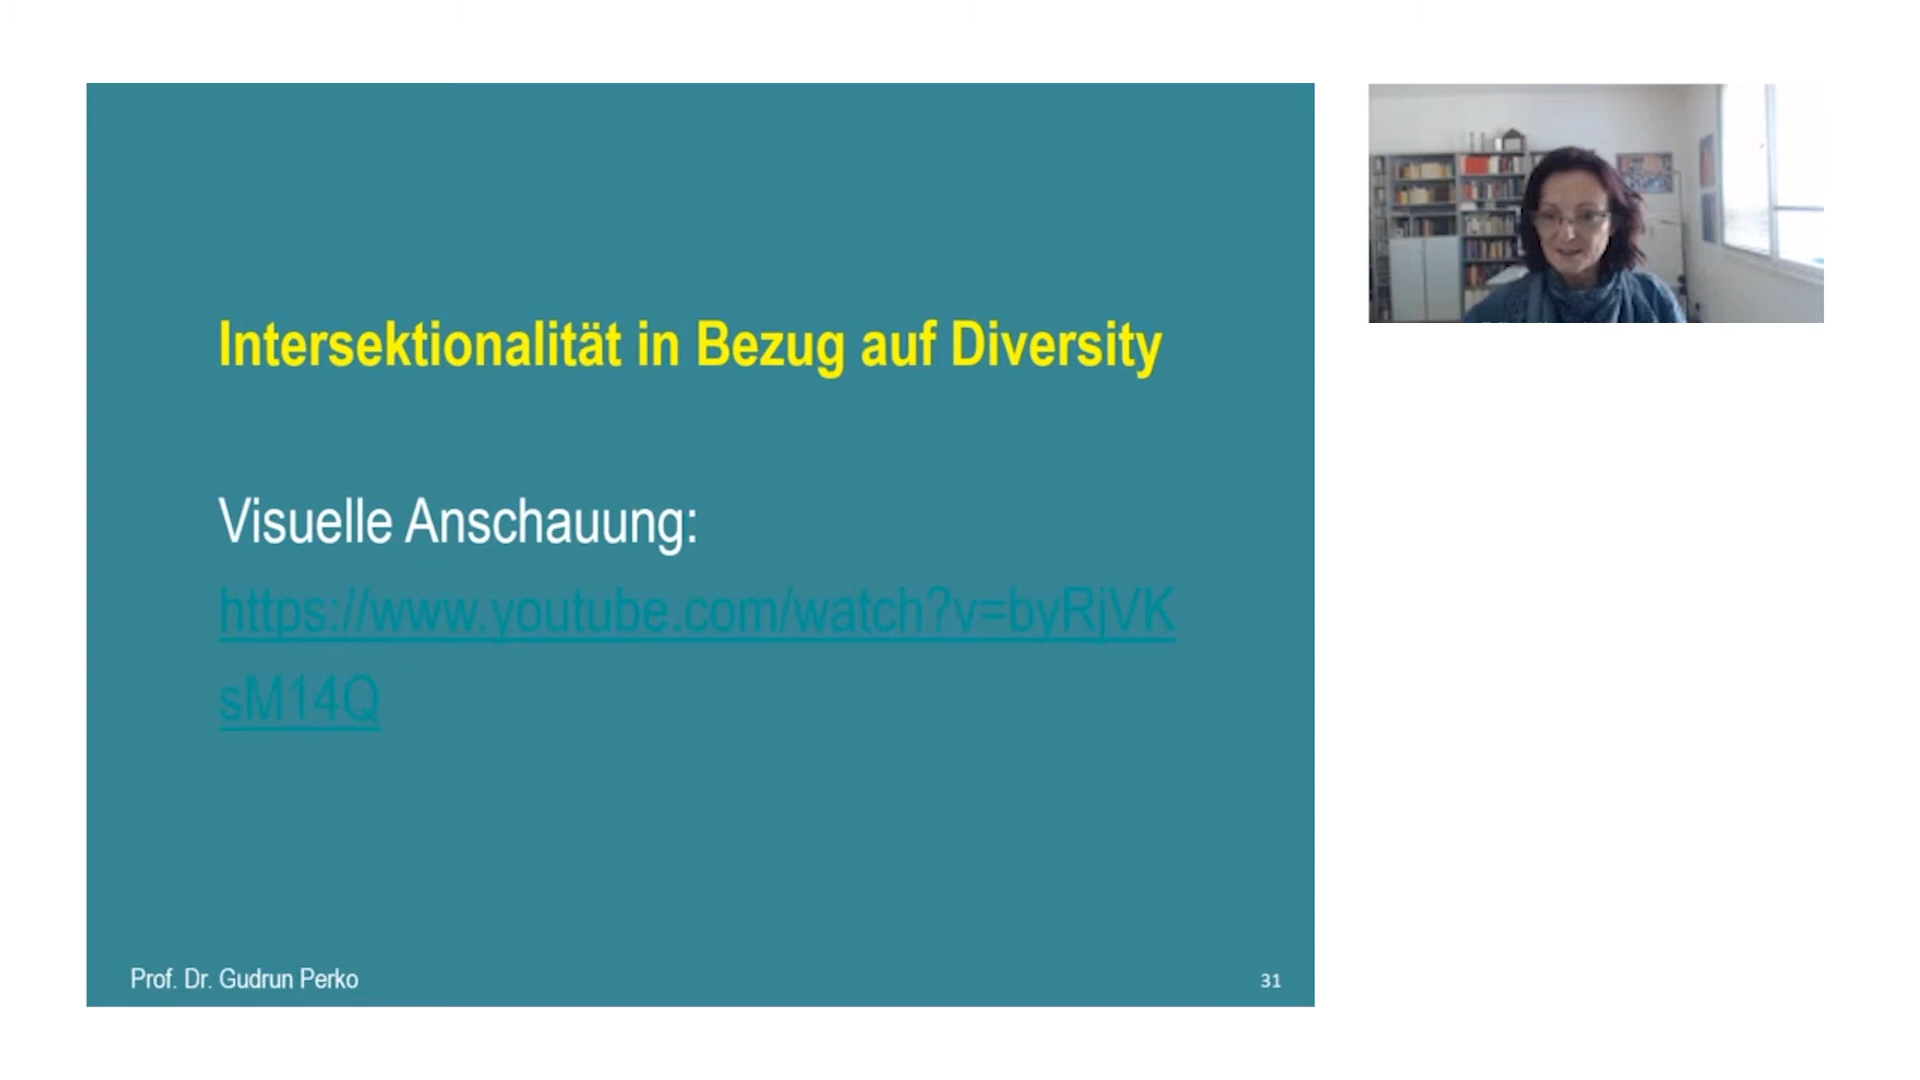 Intersektionalität in Bezug auf Diversity
Visuelle Anschauung:
https://www.youtube.com/watch?v=byRjVK
sM14Q
Prof. Dr. Gudrun Perko
31